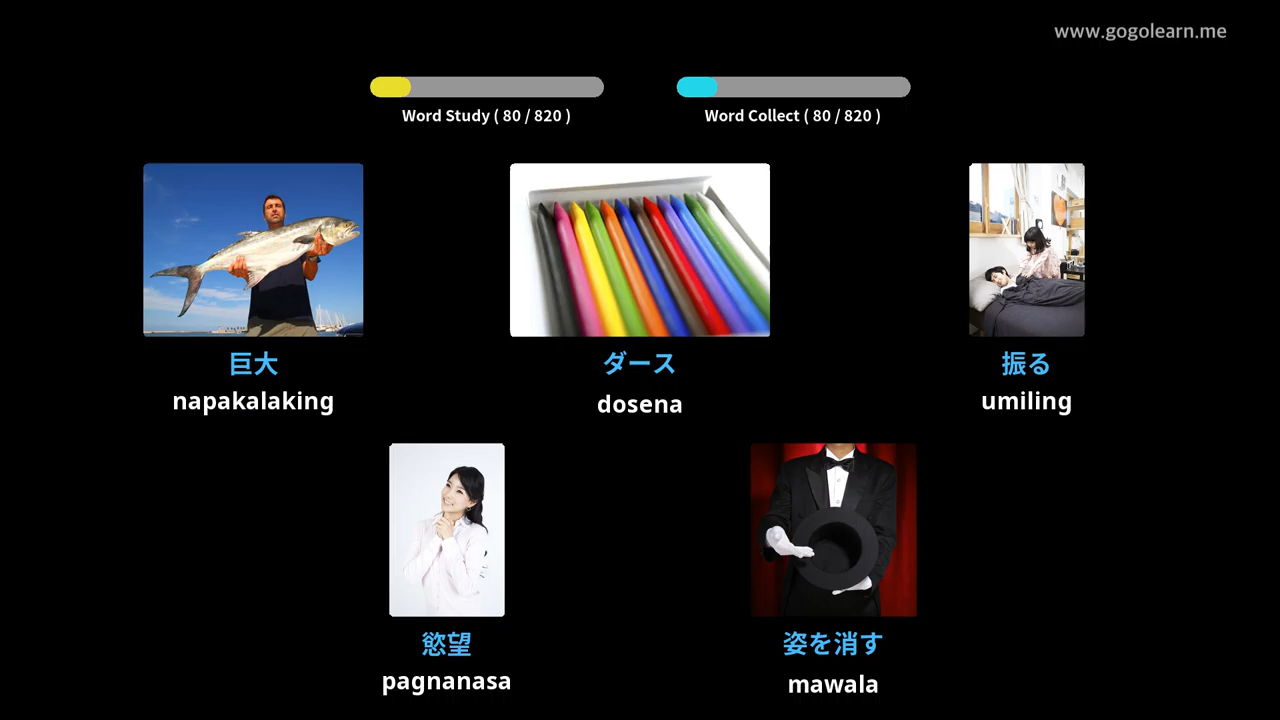 www.gogolearn.me
Word Study ( 80 / 820 )
Word Collect ( 80 / 820 )
巨大
napakalaking
ダース
dosena
振る
umiling
慾望
pagnanasa
姿を消す
mawala